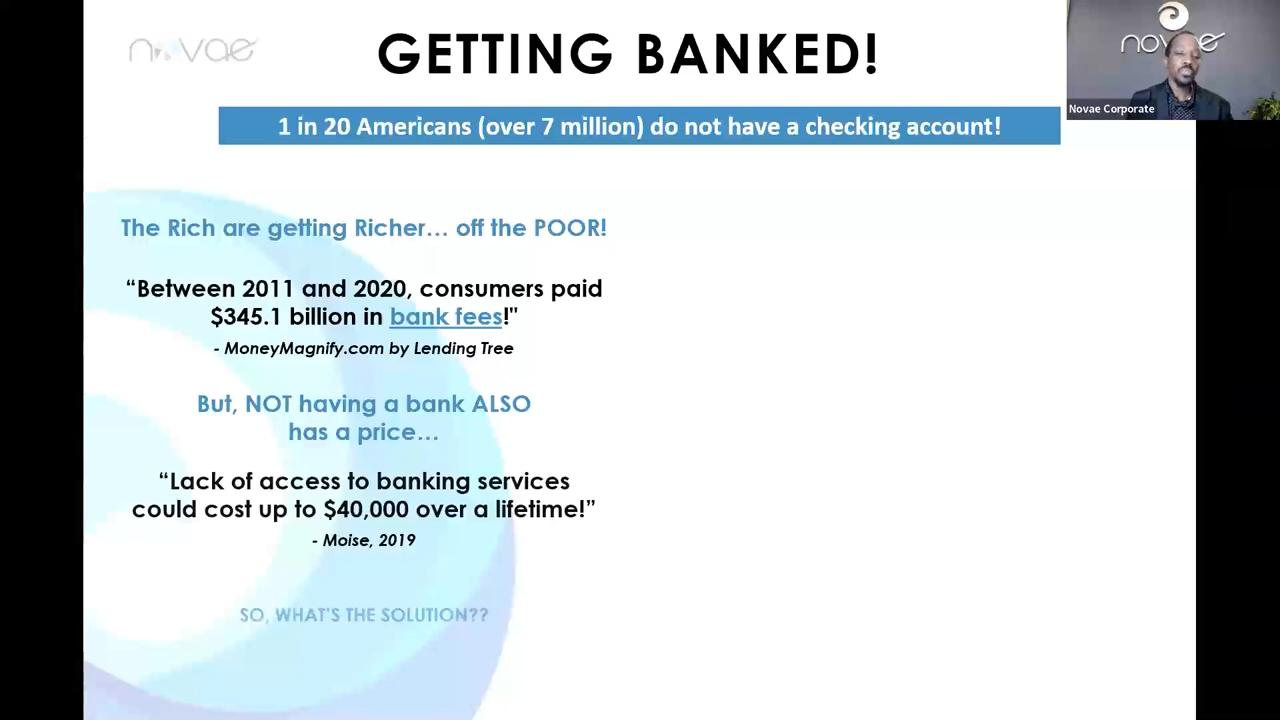 novae
GETTING BANKED!
novae
Novae Corporate
1 in 20 Americans (over 7 million) do not have a checking account!
The Rich are getting Richer… off the POOR!
“Between 2011 and 2020, consumers paid
$345.1 billion in bank fees!"
- MoneyMagnify.com by Lending Tree
But, NOT having a bank ALSO
has a price…
“Lack of access to banking services
could cost up to $40,000 over a lifetime!”
- Moise, 2019
SO, WHAT'S THE SOLUTION??